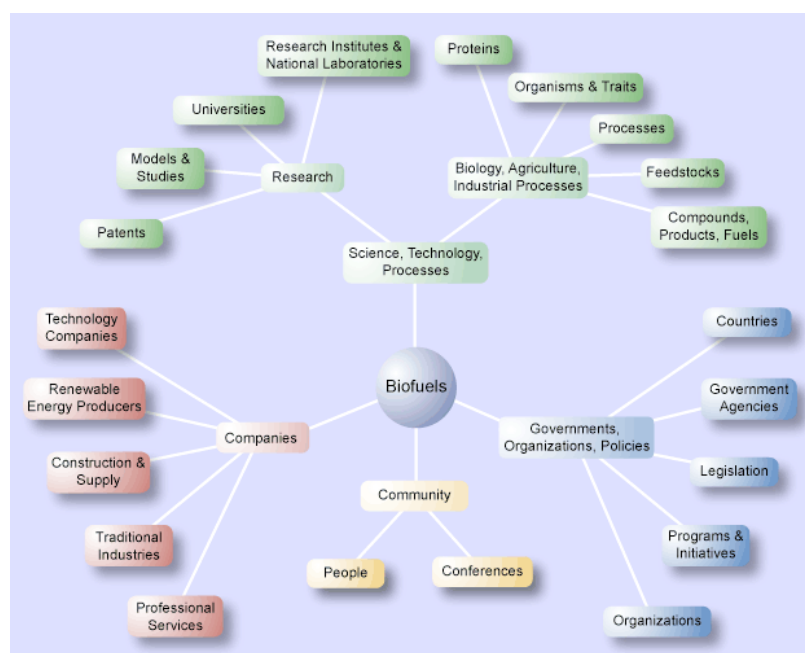 Research Institutes &
National Laboratories
Proteins
Organisms & Traits
Universities
Processes
Models &
Studies
Research
Biology, Agriculture,
Industrial Processes
Feedstocks
Patents
Compounds,
Products, Fuels
Science, Technology,
Processes
Technology
Companies
Countries
Biofuels
Renewable
Energy Producers
Government
Agencies
Companies
Governments,
Organizations, Policies
Construction &
Supply
Legislation
Community
Traditional
Industries
Programs &
Initiatives
People
Conferences
Professional
Services
Organizations